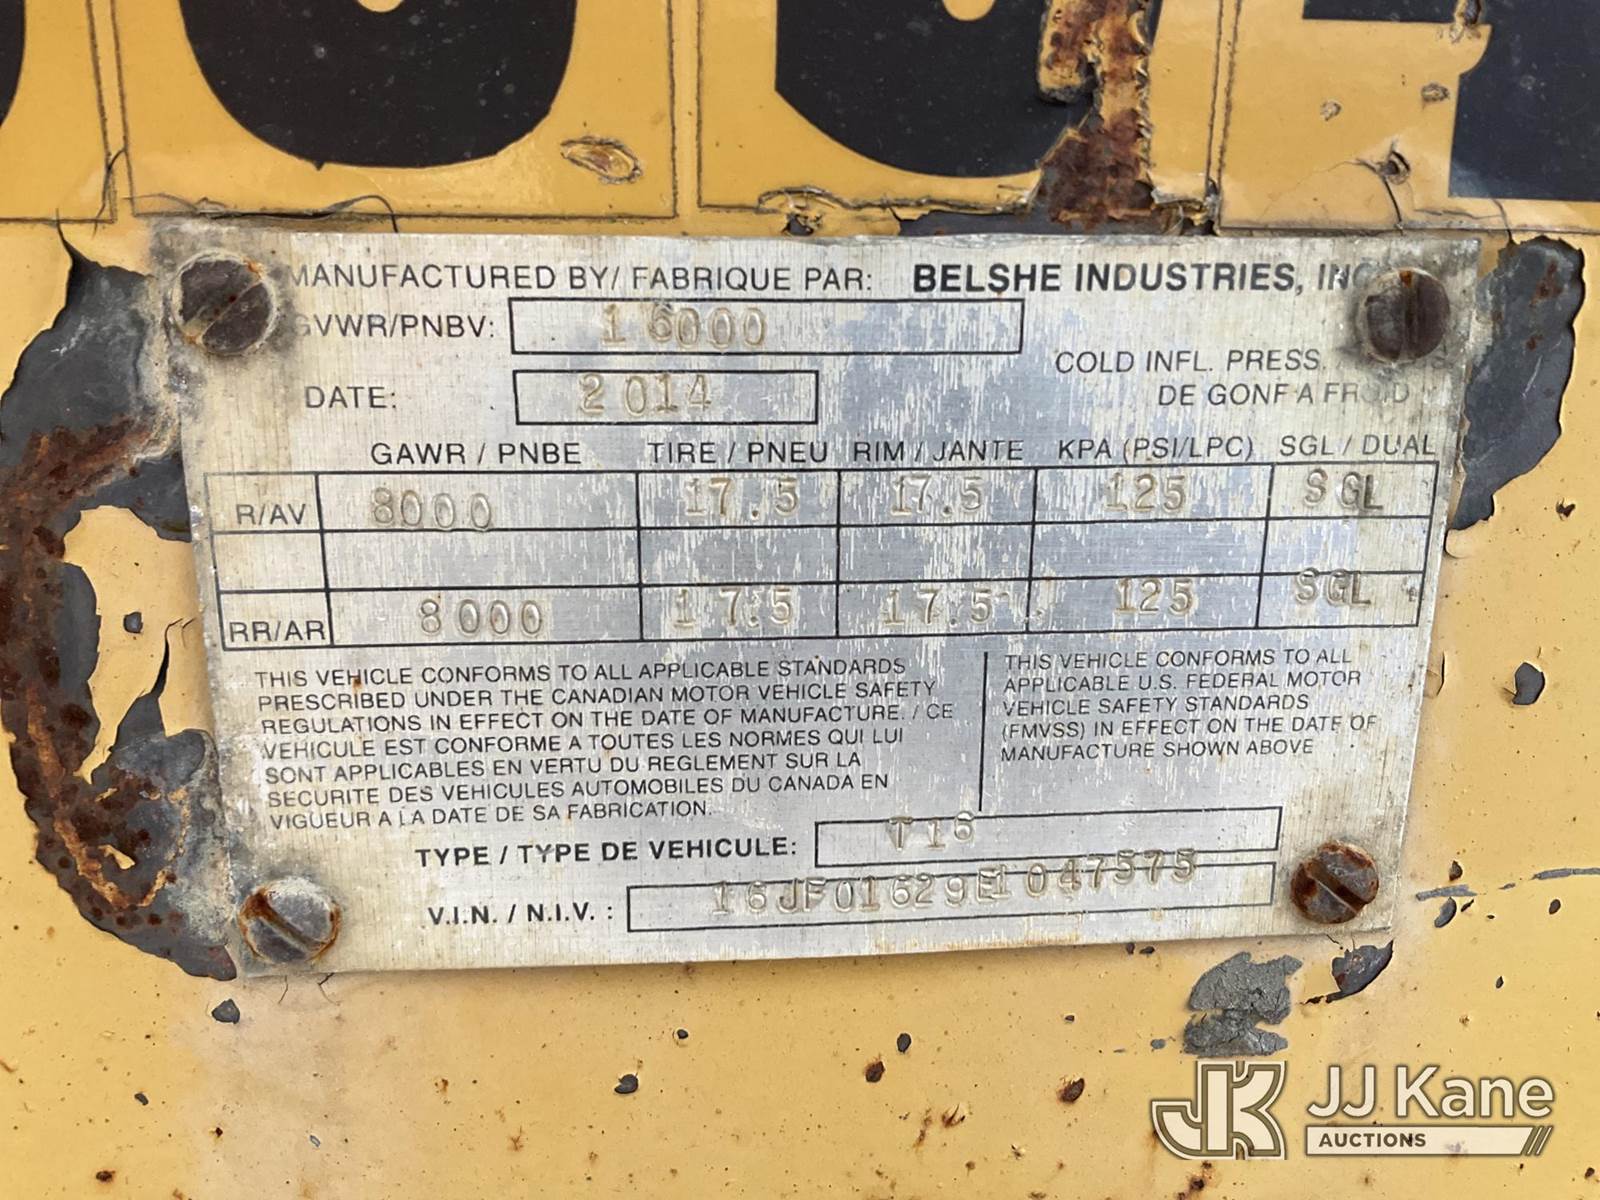 MANUFACTURED BY/ FABRIQUE PAR: BELSHE INDUSTRIES, INC
GVWR/PNBV: 16000
COLD INFL. PRESS.
DATE: 2014
DE GONF A FROID
GAWR / PNBE TIRE / PNEU RIM / JANTE KPA (PSI/LPC) SGL / DUAL
R/AV 8000 17.5 17.5 125 SGL
RR/AR 8000 17.5 17.5 125 SGL
THIS VEHICLE CONFORMS TO ALL APPLICABLE STANDARDS
PRESCRIBED UNDER THE CANADIAN MOTOR VEHICLE SAFETY
REGULATIONS IN EFFECT ON THE DATE OF MANUFACTURE. / CE
VEHICULE EST CONFORME A TOUTES LES NORMES QUI LUI
SONT APPLICABLES EN VERTU DU REGLEMENT SUR LA
SECURITE DES VEHICULES AUTOMOBILES DU CANADA EN
VIGUEUR A LA DATE DE SA FABRICATION.
THIS VEHICLE CONFORMS TO ALL
APPLICABLE U.S. FEDERAL MOTOR
VEHICLE SAFETY STANDARDS
(FMVSS) IN EFFECT ON THE DATE OF
MANUFACTURE SHOWN ABOVE
TYPE / TYPE DE VEHICULE: T16
V.I.N. / N.I.V. : 16JF01629E1047575
JK JJ Kane
AUCTIONS